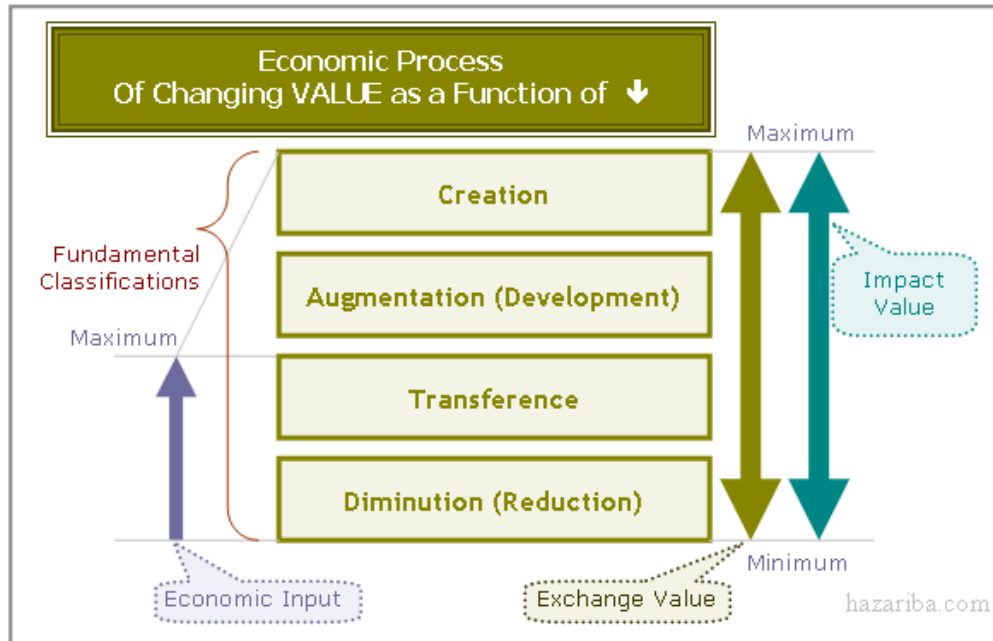 Economic Process
Of Changing VALUE as a Function of ↓
Maximum
Creation
Fundamental
Classifications
Augmentation (Development)
Impact
Value
Maximum
Transference
Diminution (Reduction)
Minimum
Economic Input
Exchange Value
hazariba.com